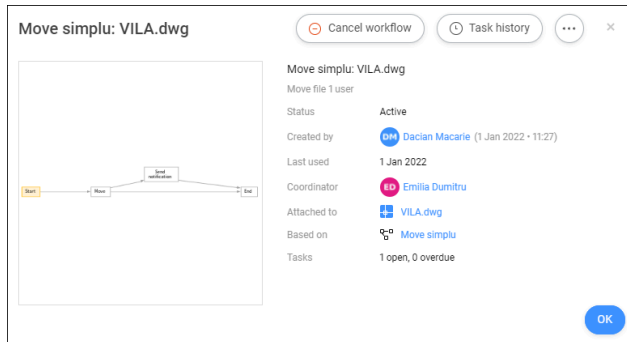 Move simplu: VILA.dwg
Cancel workflow
Task history
Move simplu: VILA.dwg
Move file 1 user
Status Active
Created by DM Dacian Macarie (1 Jan 2022 • 11:27)
Last used 1 Jan 2022
Coordinator ED Emilia Dumitru
Attached to VILA.dwg
Based on Move simplu
Tasks 1 open, 0 overdue
Start
Move
Send
notification
End
OK